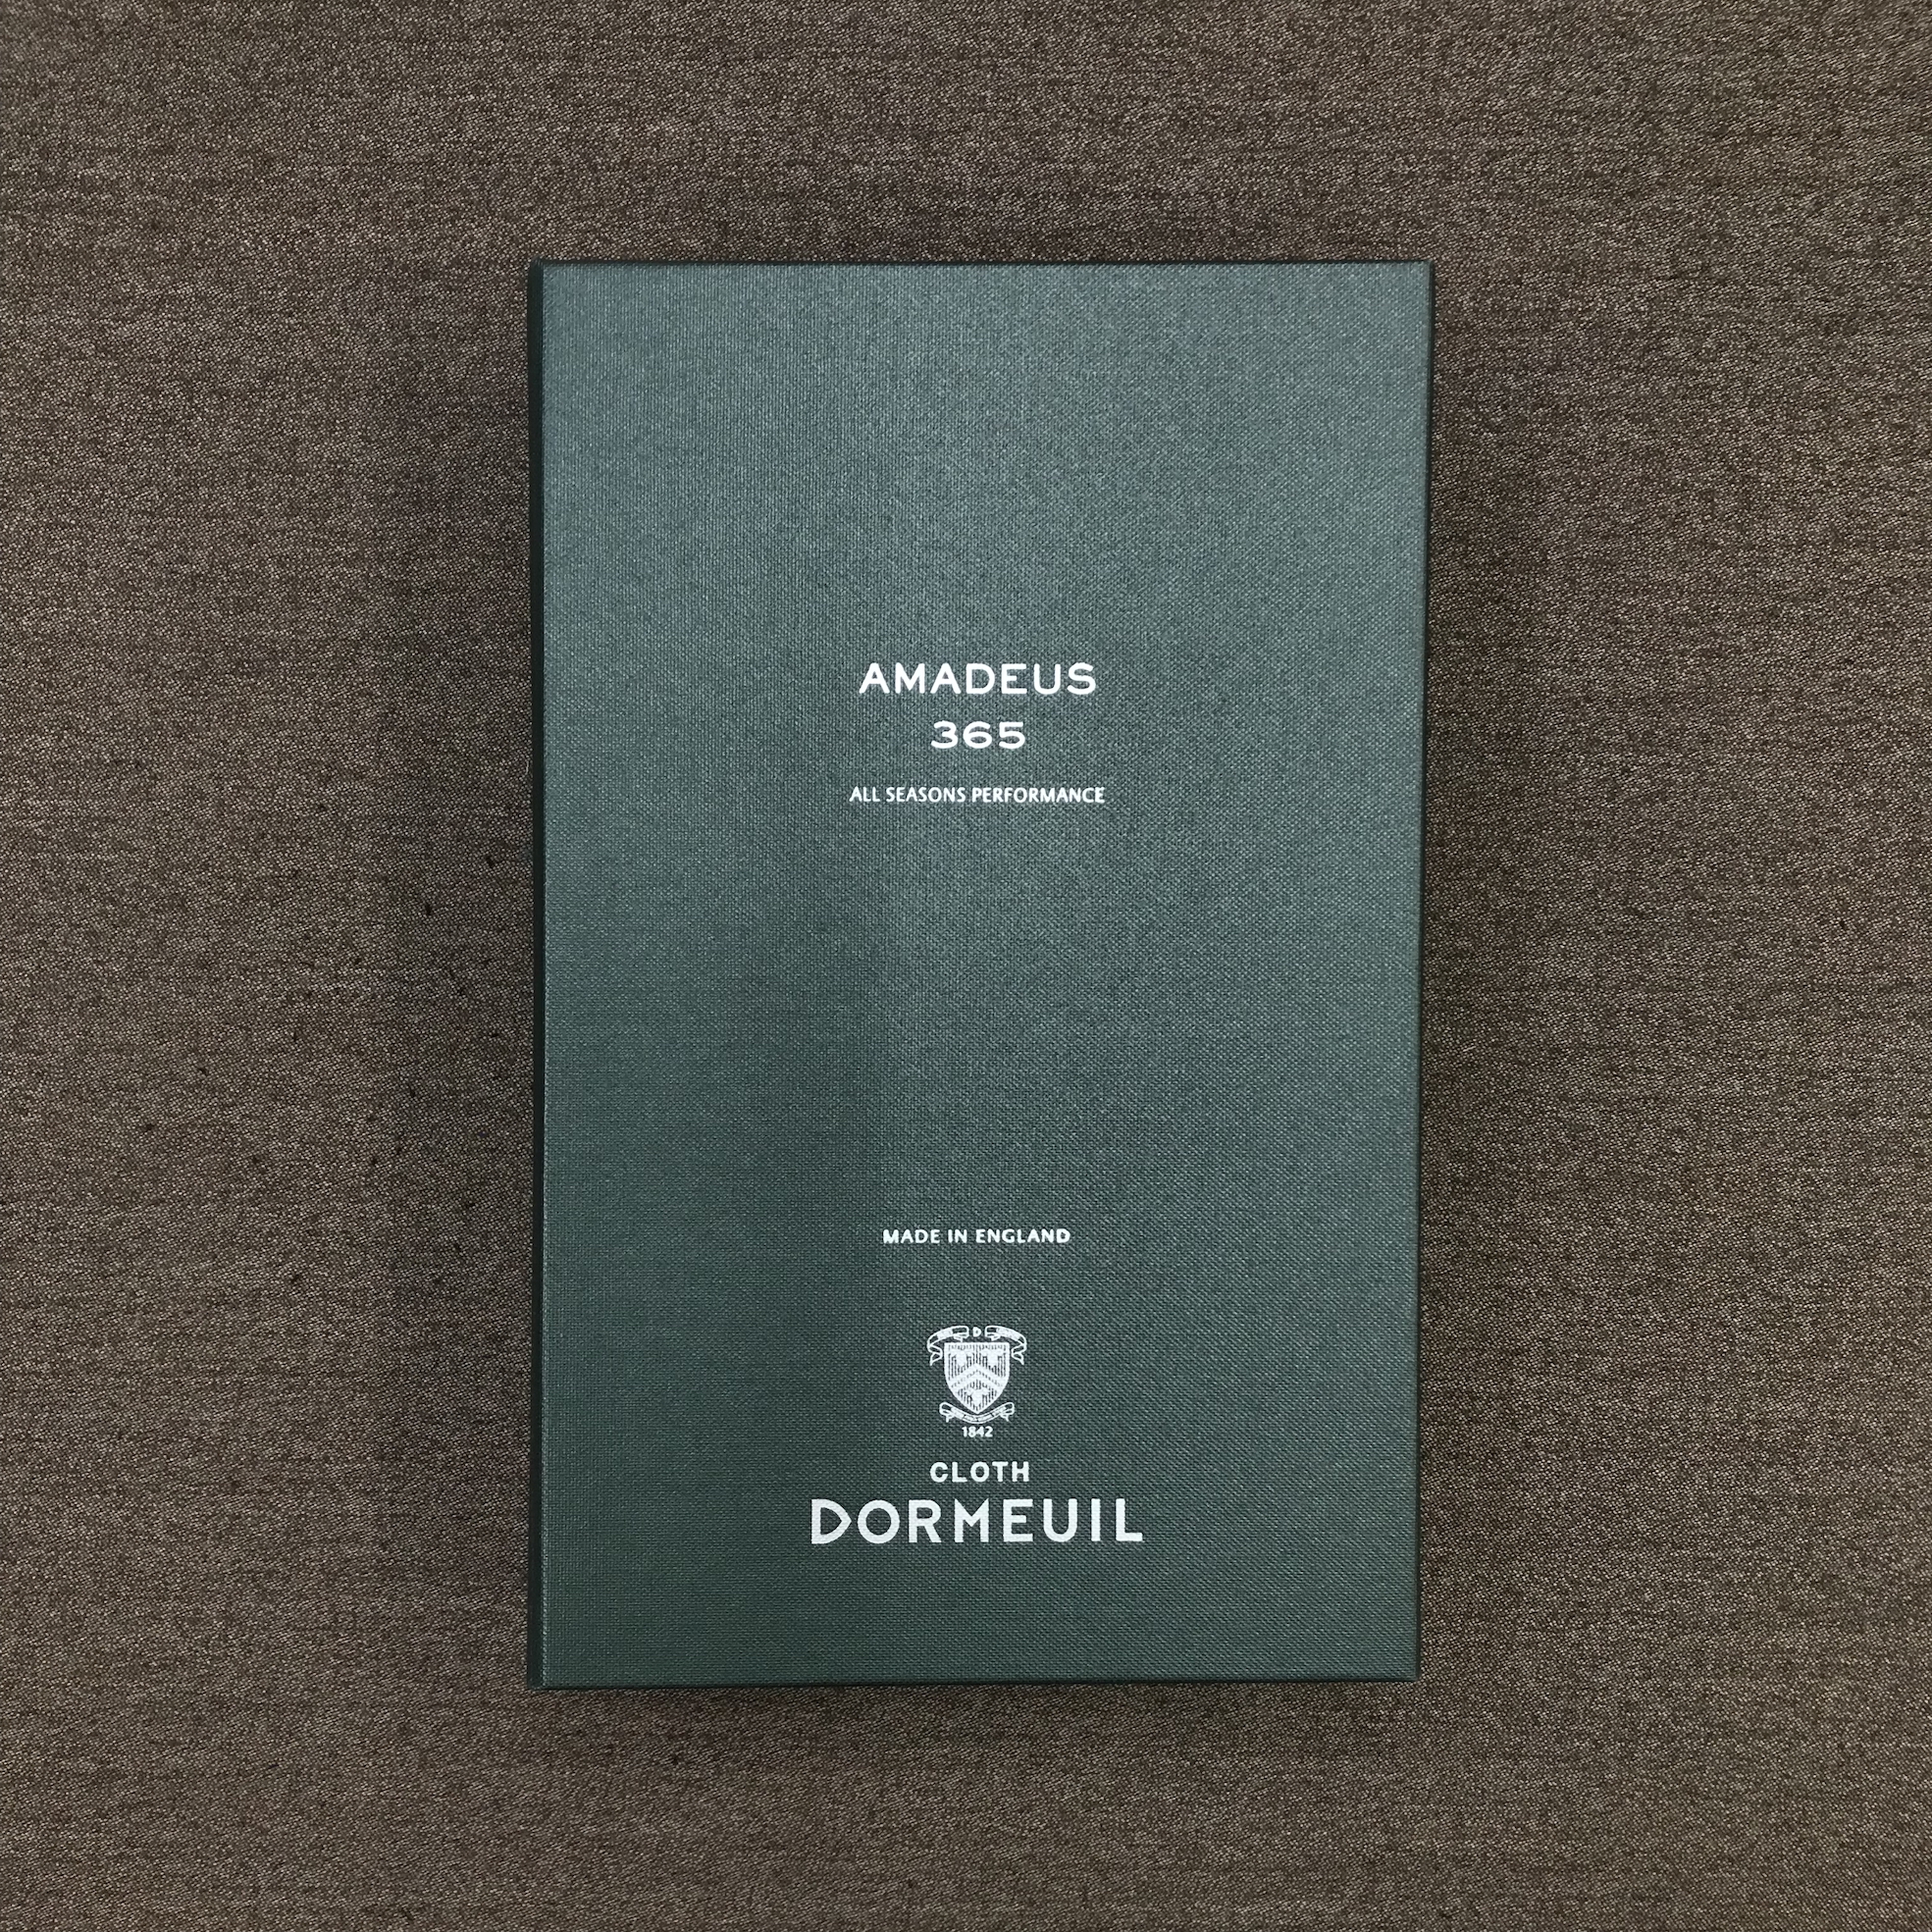 AMADEUS
365
ALL SEASONS PERFORMANCE
MADE IN ENGLAND
D
1842
CLOTH
DORMEUIL